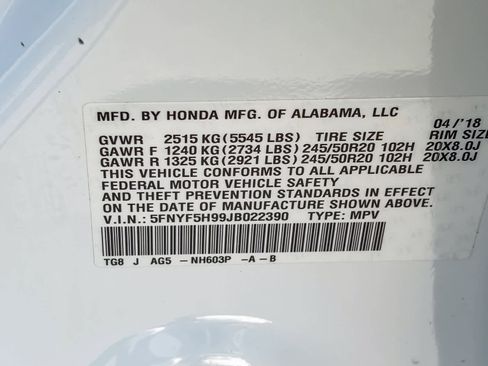 MFD. BY HONDA MFG. OF ALABAMA, LLC
04/'18
GVWR 2515 KG (5545 LBS) TIRE SIZE RIM SIZE
GAWR F 1240 KG (2734 LBS) 245/50R20 102H 20X8.0J
GAWR R 1325 KG (2921 LBS) 245/50R20 102H 20X8.0J
THIS VEHICLE CONFORMS TO ALL APPLICABLE
FEDERAL MOTOR VEHICLE SAFETY
AND THEFT PREVENTION STANDARDS IN EFFECT
ON THE DATE OF MANUFACTURE SHOWN ABOVE.
V.I.N.: 5FNYF5H99JB022390 TYPE: MPV
TG8 J AG5 -NH603P -A-B